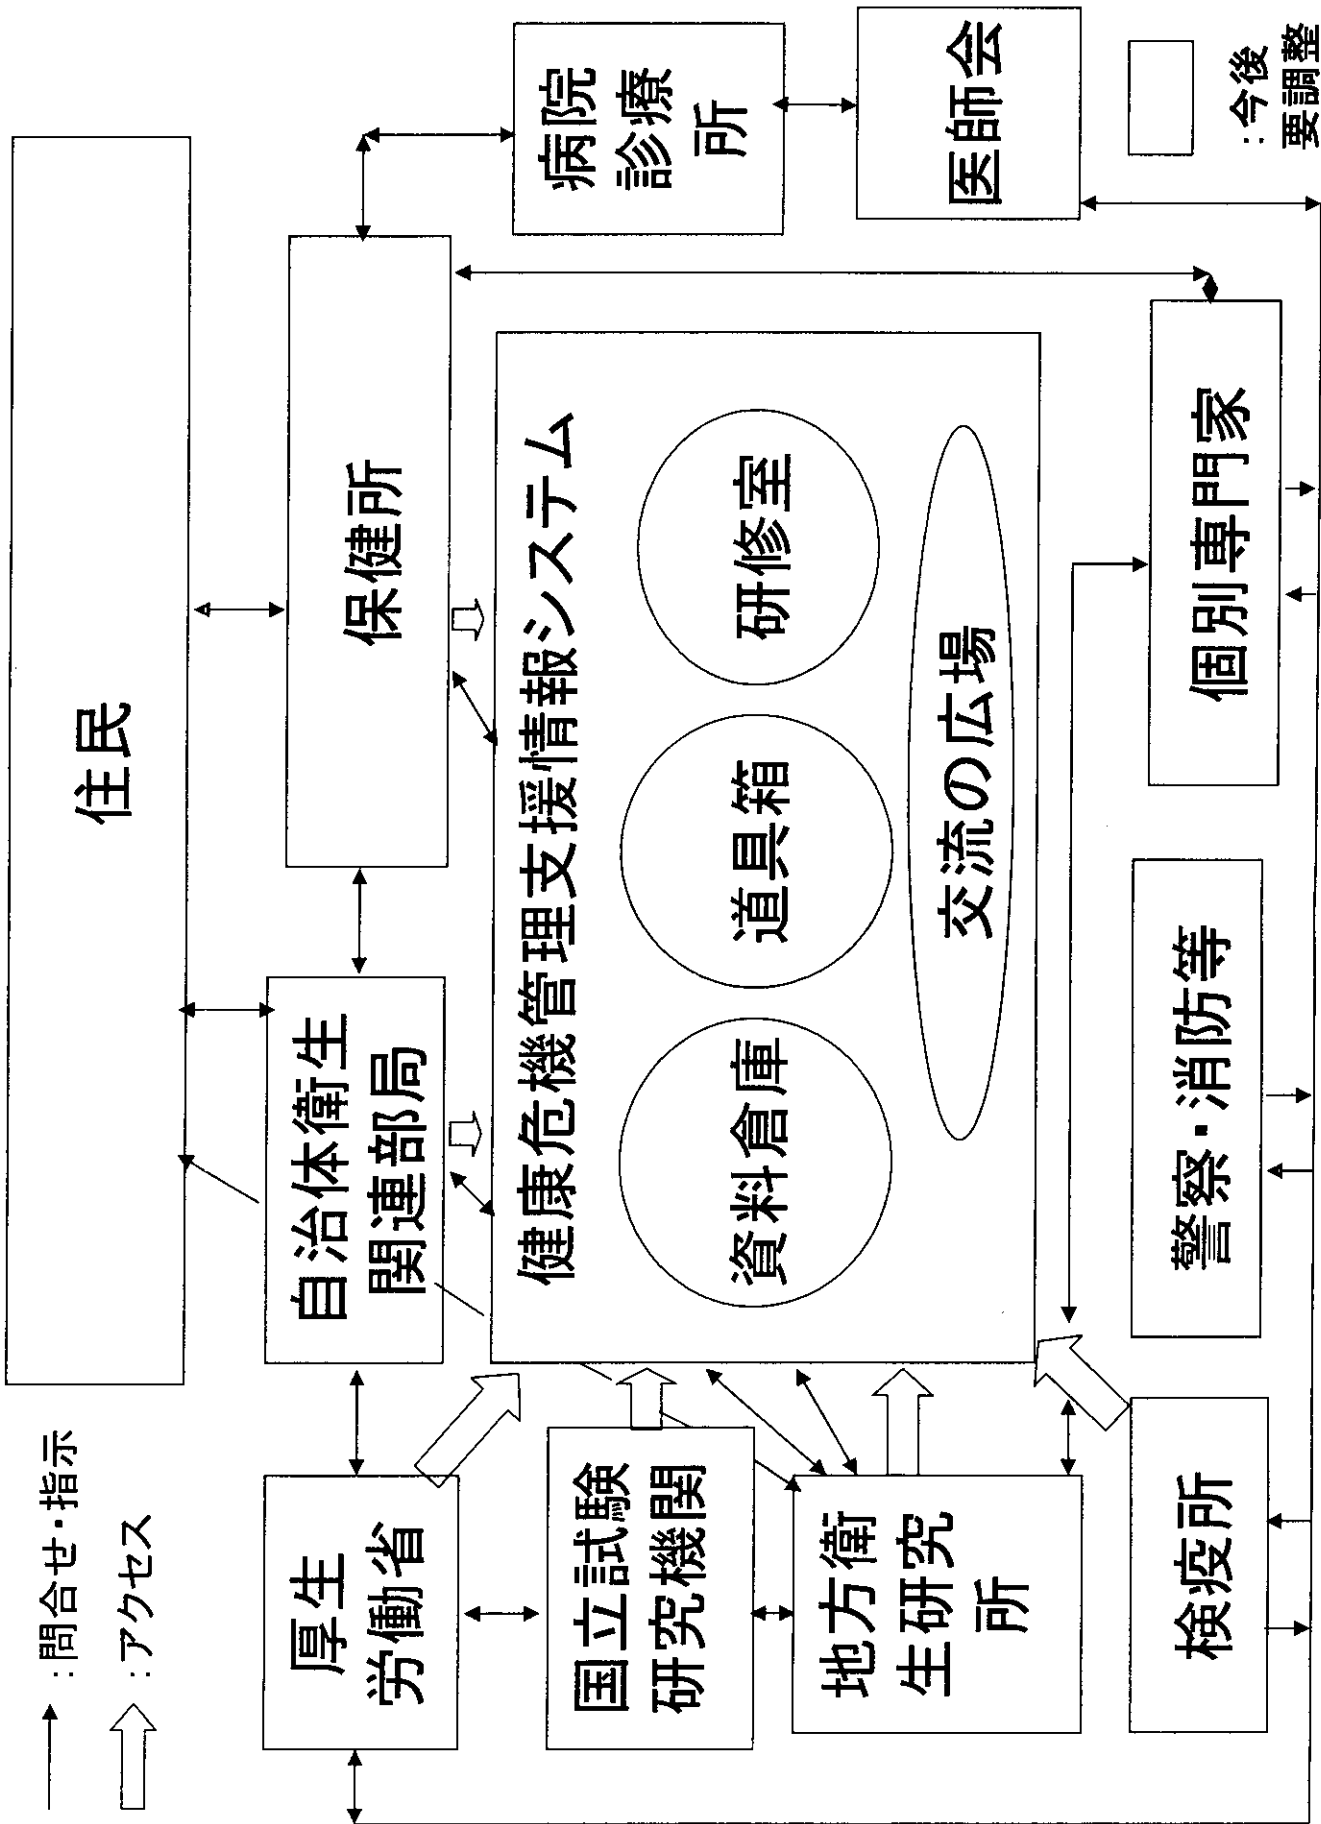 → :問合せ・指示
⇨ :アクセス
住民
厚生
労働省
自治体衛生
関連部局
保健所
病院
診療
所
医師会
国立試験
研究機関
地方衛
生研究
所
検疫所
健康危機管理支援情報システム
資料倉庫
道具箱
研修室
交流の広場
警察・消防等
個別専門家
:今後
要調整